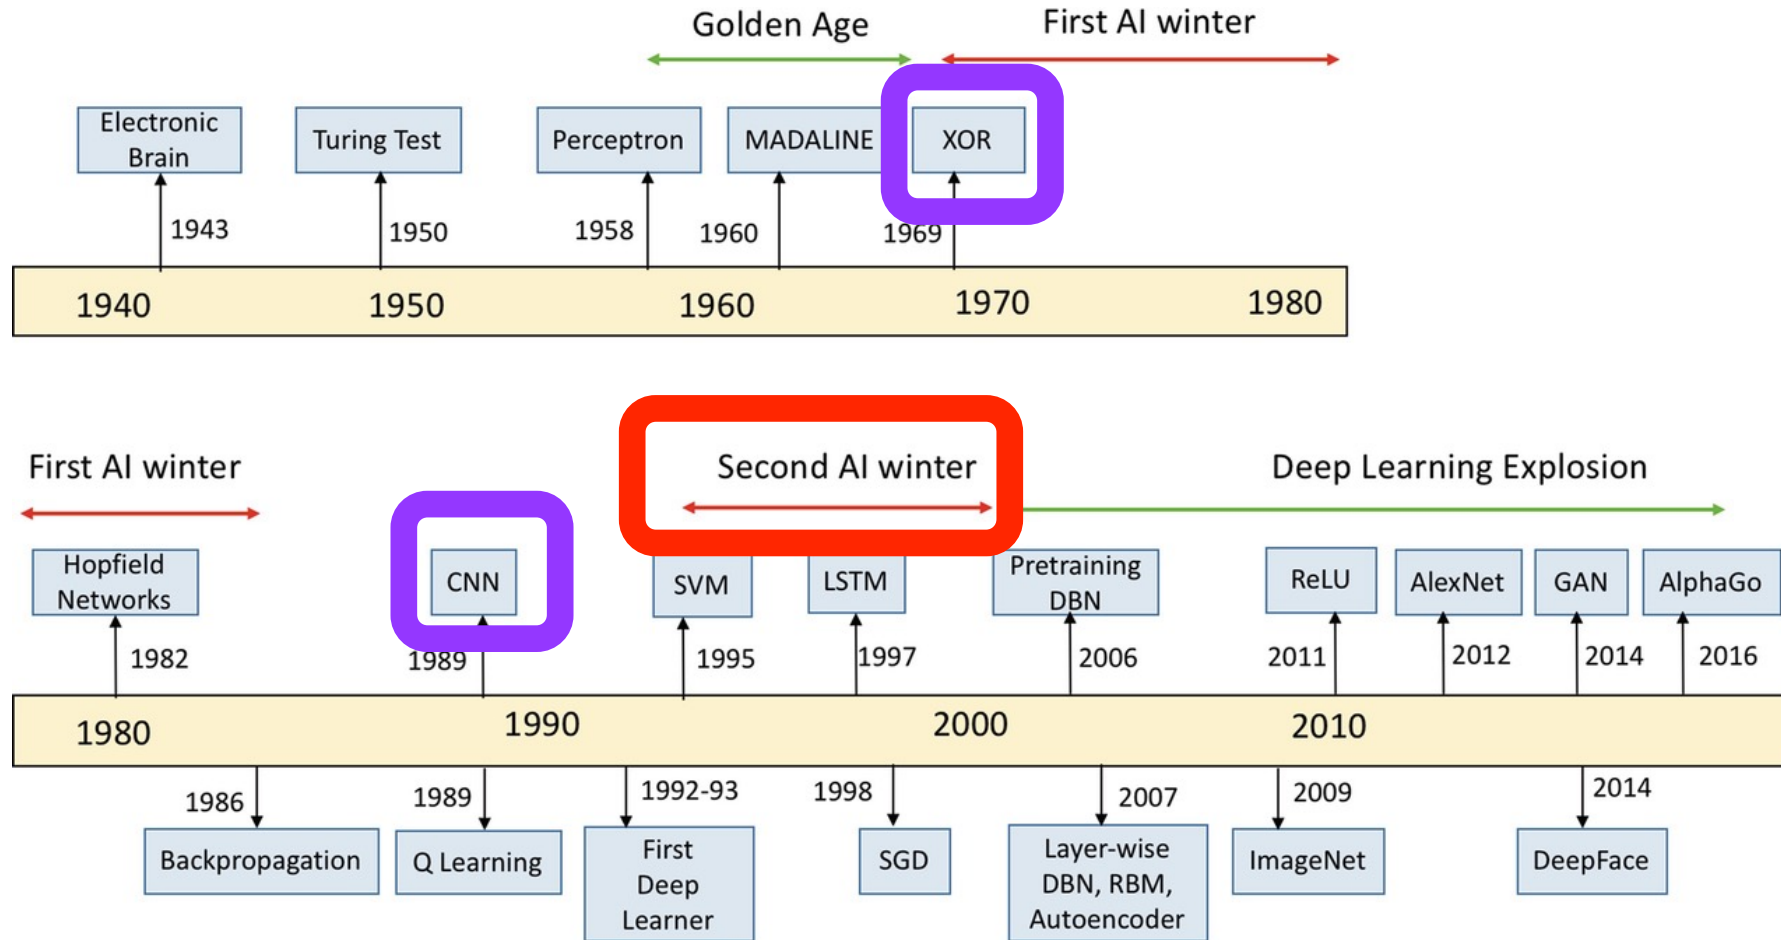 Golden Age
First AI winter
Electronic
Brain
Turing Test
Perceptron
MADALINE
XOR
1943
1950
1958
1960
1969
1940
1950
1960
1970
1980
First AI winter
Second AI winter
Deep Learning Explosion
Hopfield
Networks
CNN
SVM
LSTM
Pretraining
DBN
ReLU
AlexNet
GAN
AlphaGo
1982
1989
1995
1997
2006
2011
2012
2014
2016
1980
1990
2000
2010
1986
1989
1992-93
1998
2007
2009
2014
Backpropagation
Q Learning
First
Deep
Learner
SGD
Layer-wise
DBN, RBM,
Autoencoder
ImageNet
DeepFace